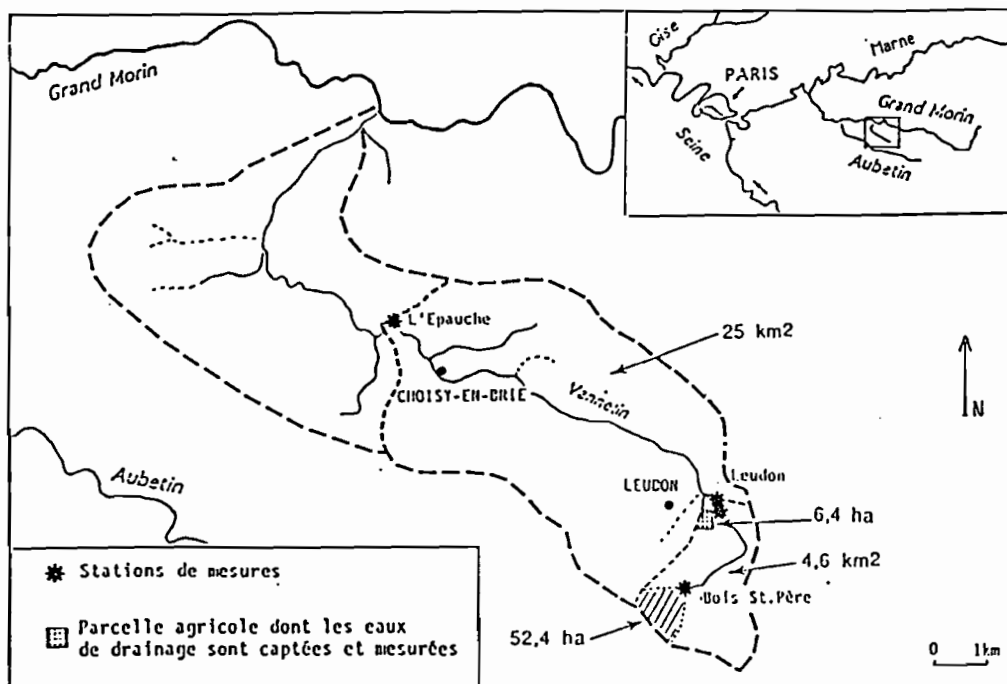 Grand Morin
Oise
Marne
PARIS
Grand Morin
Seine
Aubetin
L'Epauche
25 km2
CHOISY-EN-BRIE
Vannetin
N
Aubetin
LEUDON
Leudon
6,4 ha
4,6 km2
Bois St.Père
52,4 ha
Stations de mesures
Parcelle agricole dont les eaux
de drainage sont captées et mesurées
0 1km